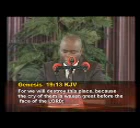 Genesis 19:13 KJV
For we will destroy this place, because
the cry of them is waxen great before the
face of the LORD;